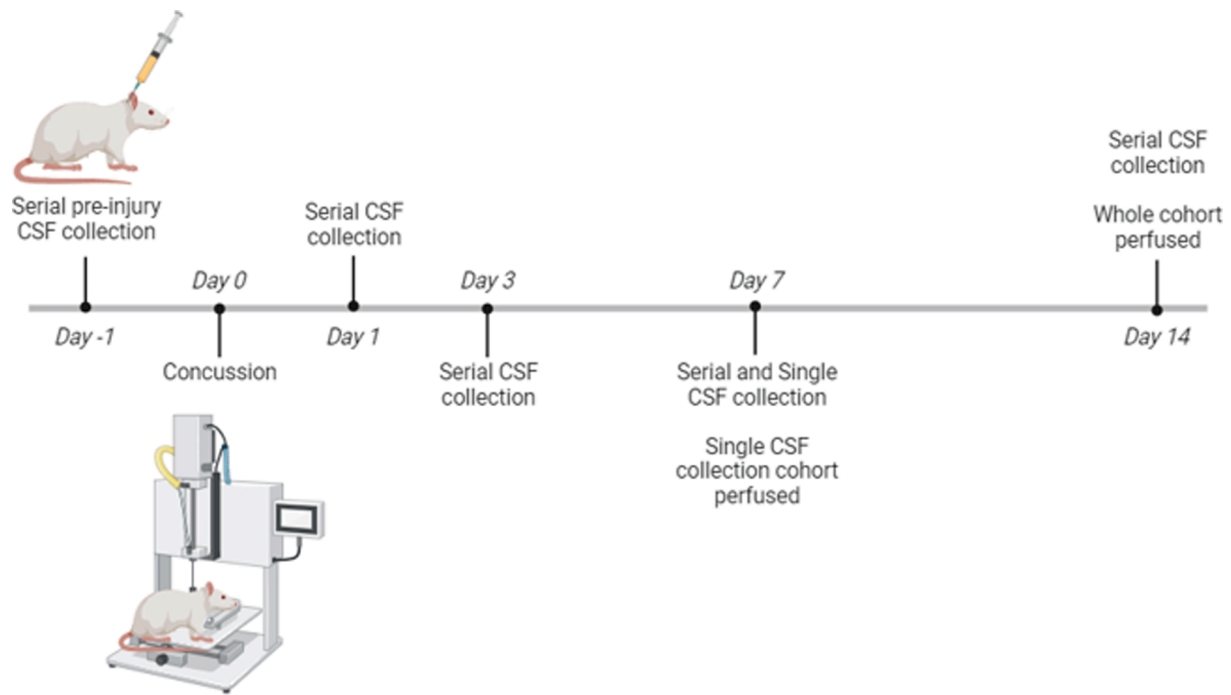 Serial pre-injury
CSF collection
Day -1
Day 0
Concussion
Serial CSF
collection
Day 1
Day 3
Serial CSF
collection
Day 7
Serial and Single
CSF collection
Single CSF
collection cohort
perfused
Serial CSF
collection
Whole cohort
perfused
Day 14